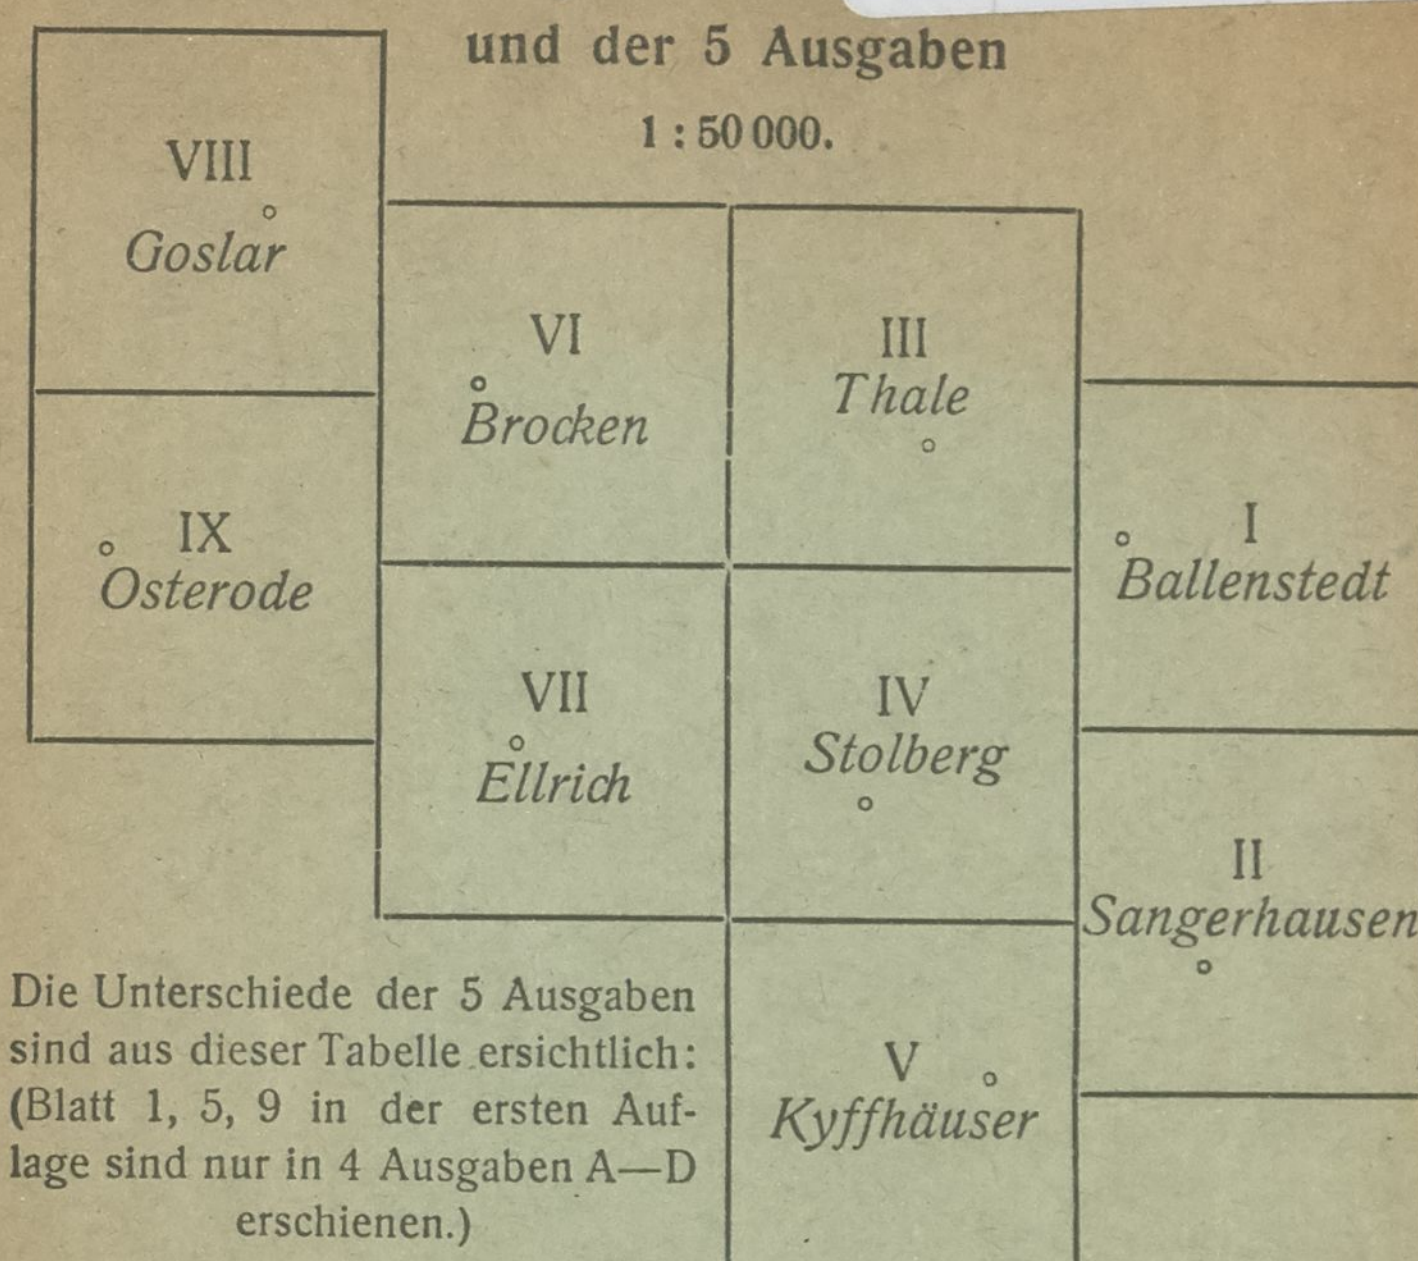 und der 5 Ausgaben
1 : 50 000.
VIII
Goslar
VI
Brocken
III
Thale
IX
Osterode
I
Ballenstedt
VII
Ellrich
IV
Stolberg
II
Sangerhausen
V
Kyffhäuser
Die Unterschiede der 5 Ausgaben
sind aus dieser Tabelle ersichtlich:
(Blatt 1, 5, 9 in der ersten Auf-
lage sind nur in 4 Ausgaben A—D
erschienen.)